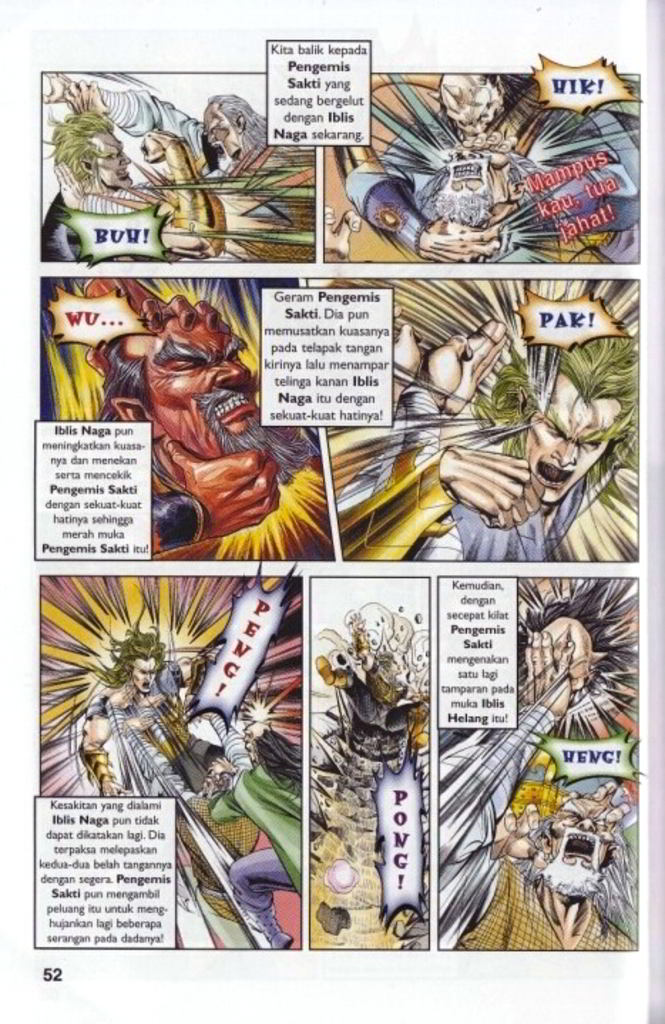 Kita balik kepada
Pengemis
Sakti yang
sedang bergelut
dengan Iblis
Naga sekarang.
BUH!
HIK!
Mampus
kau, tua
jahat!
WU...
Iblis Naga pun
meningkatkan kuasa-
nya dan menekan
serta mencekik
Pengemis Sakti
dengan sekuat-kuat
hatinya sehingga
merah muka
Pengemis Sakti itu!
Geram Pengemis
Sakti. Dia pun
memusatkan kuasanya
pada telapak tangan
kirinya lalu menampar
telinga kanan Iblis
Naga itu dengan
sekuat-kuat hatinya!
PAK!
PENG!
Kesakitan yang dialami
Iblis Naga pun tidak
dapat dikatakan lagi. Dia
terpaksa melepaskan
kedua-dua belah tangannya
dengan segera. Pengemis
Sakti pun mengambil
peluang itu untuk meng-
hujankan lagi beberapa
serangan pada dadanya!
PONG!
Kemudian,
dengan
secepat kilat
Pengemis
Sakti
mengenakan
satu lagi
tamparan pada
muka Iblis
Helang itu!
HENG!
52